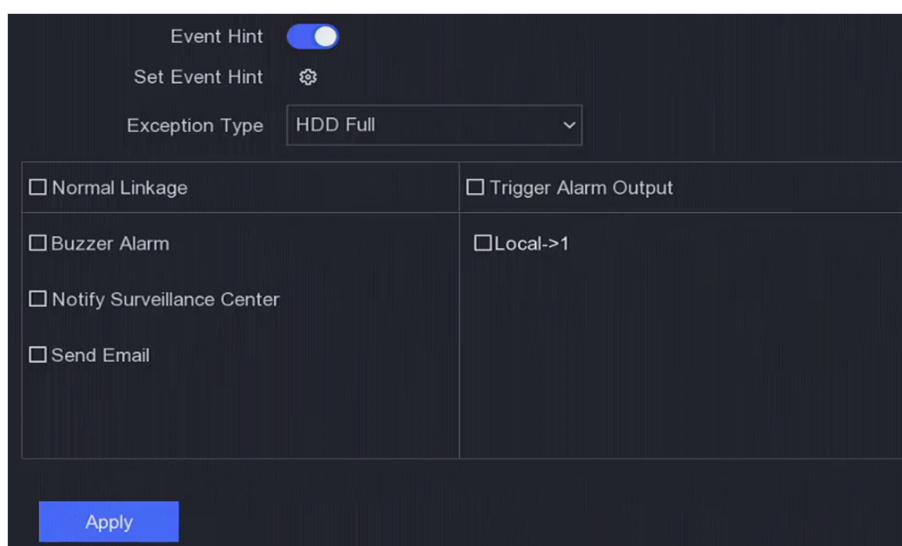 Event Hint
Set Event Hint
Exception Type HDD Full
Normal Linkage Trigger Alarm Output
Buzzer Alarm Local->1
Notify Surveillance Center
Send Email
Apply